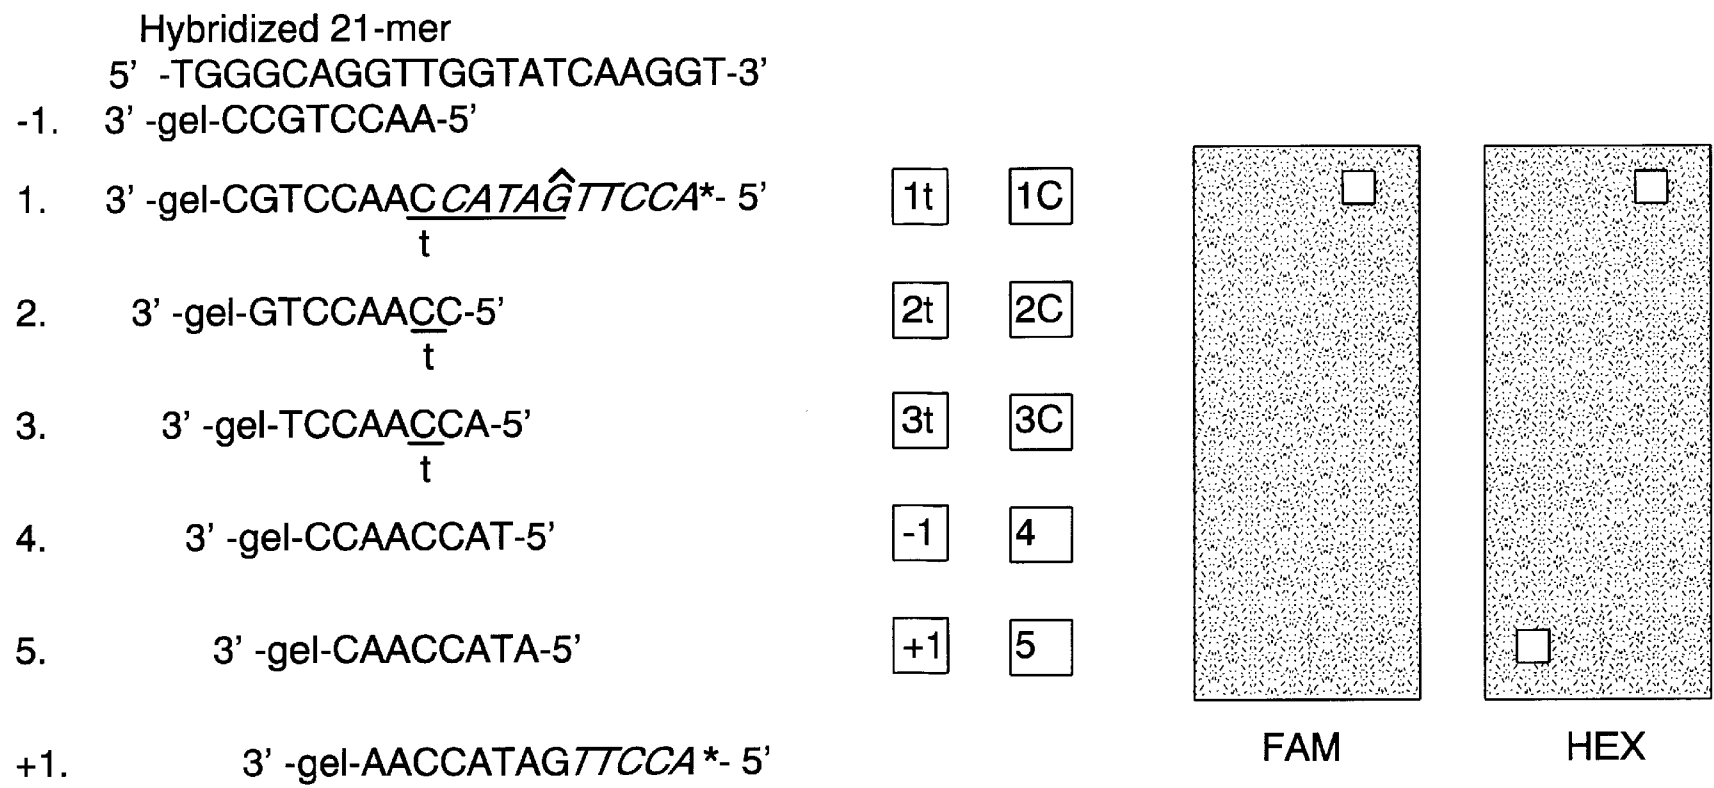 Hybridized 21-mer
5' -TGGGCAGGTTGGTATCAAGGT-3'
-1. 3' -gel-CCGTCCAA-5'
1. 3' -gel-CGTCCAACCATAĜTTCCA*- 5'
t
1t 1C
2. 3' -gel-GTCCAACC-5'
t
2t 2C
3. 3' -gel-TCCAACCA-5'
t
3t 3C
4. 3' -gel-CCAACCAT-5'
-1 4
5. 3' -gel-CAACCATA-5'
+1 5
+1. 3' -gel-AACCATAGTTCCA*- 5'
FAM HEX